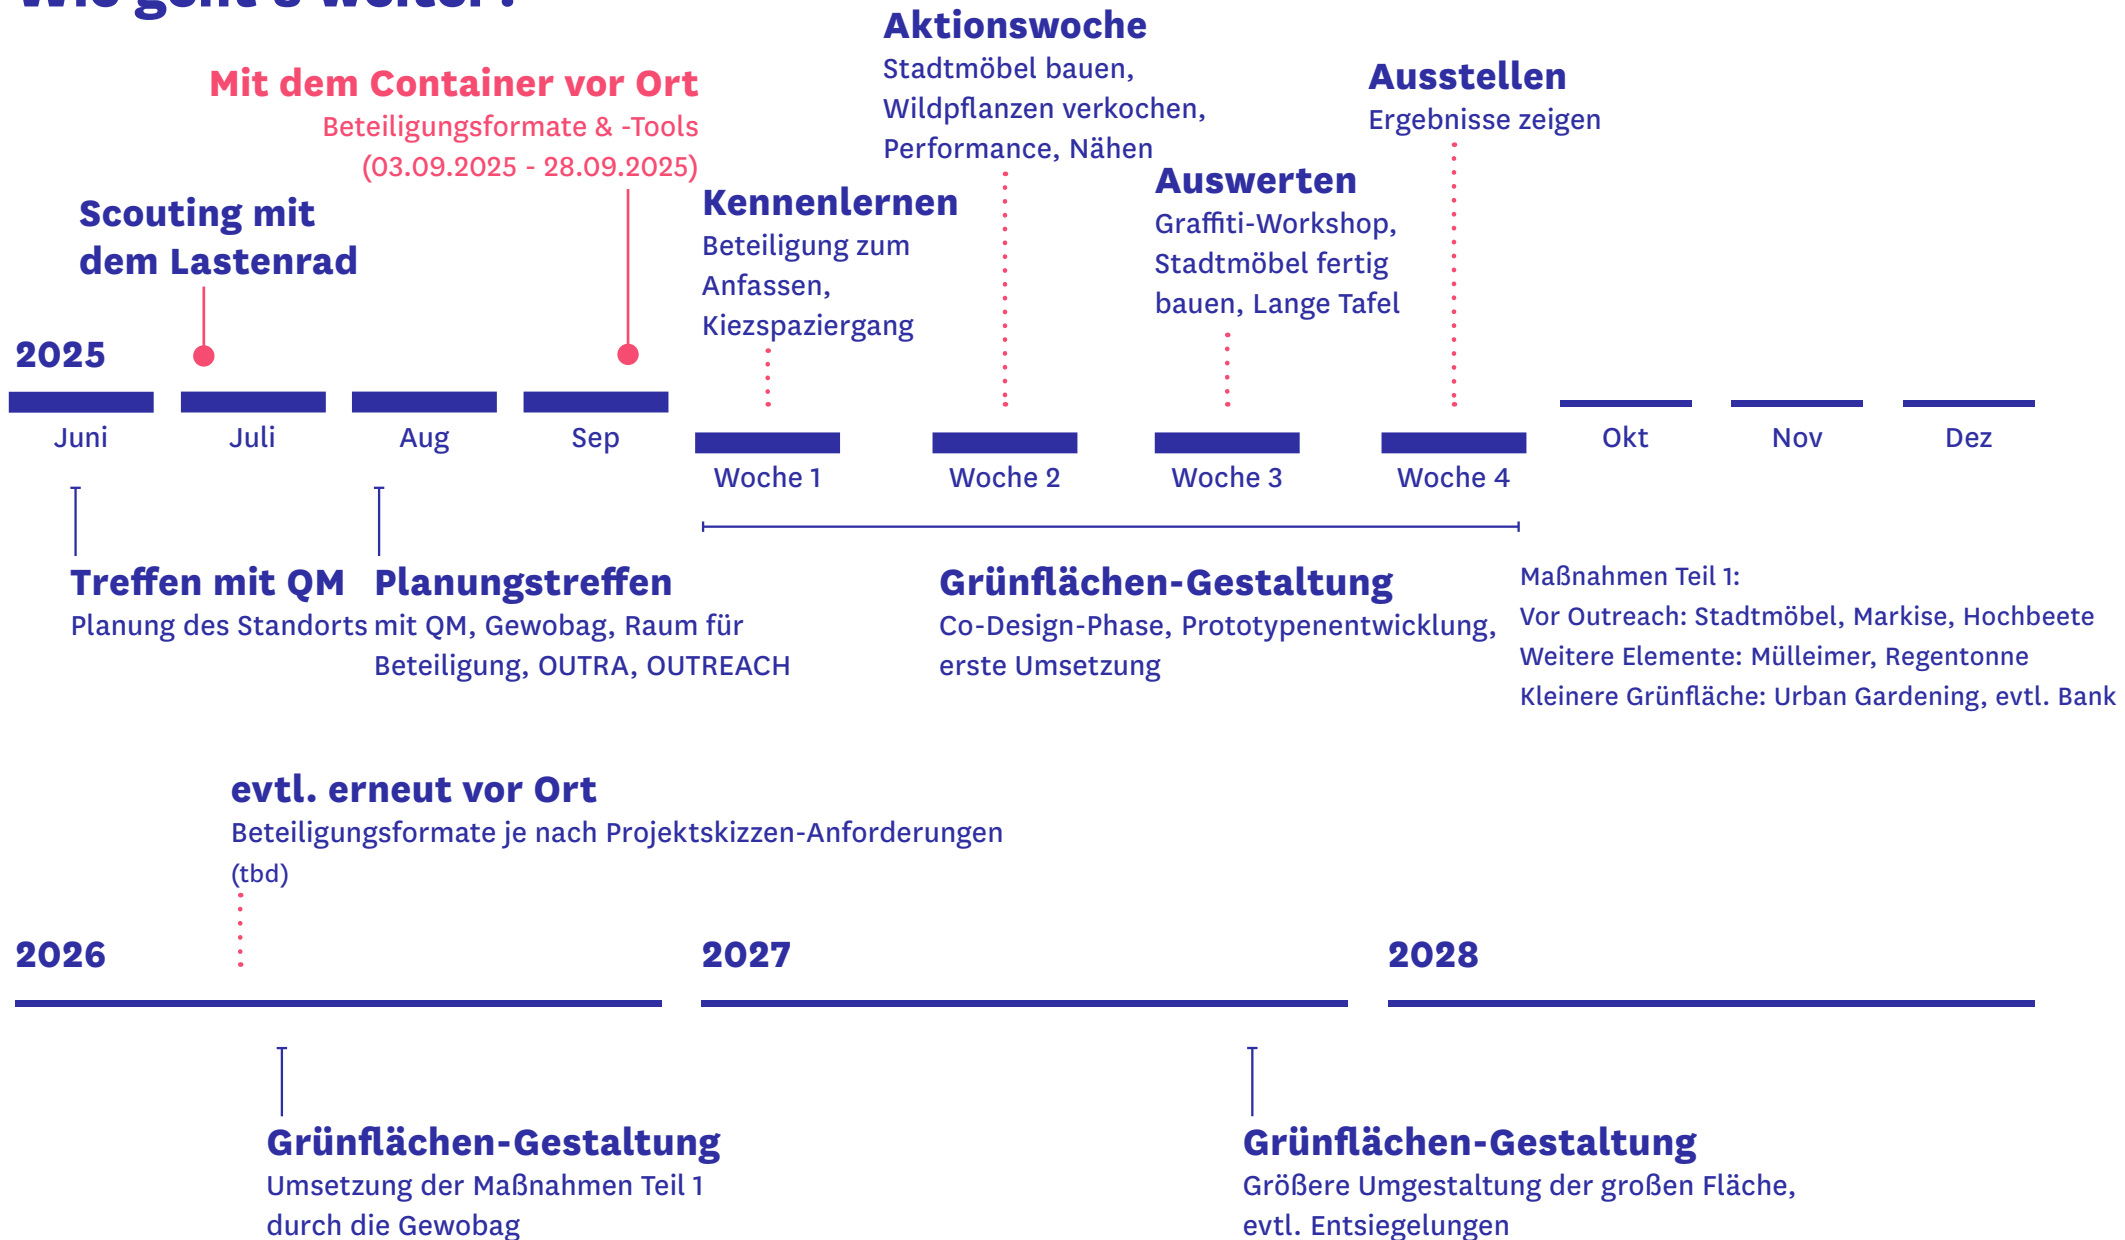 Wie geht's weiter?
Aktionswoche
Stadtmöbel bauen,
Wildpflanzen verkochen,
Performance, Nähen
Mit dem Container vor Ort
Beteiligungsformate & -Tools
(03.09.2025 - 28.09.2025)
Ausstellen
Ergebnisse zeigen
Scouting mit
dem Lastenrad
Kennenlernen
Beteiligung zum
Anfassen,
Kiezspaziergang
Auswerten
Graffiti-Workshop,
Stadtmöbel fertig
bauen, Lange Tafel
2025
Juni
Juli
Aug
Sep
Woche 1
Woche 2
Woche 3
Woche 4
Okt
Nov
Dez
Treffen mit QM
Planung des Standorts
Planungstreffen
mit QM, Gewobag, Raum für
Beteiligung, OUTRA, OUTREACH
Grünflächen-Gestaltung
Co-Design-Phase, Prototypenentwicklung,
erste Umsetzung
Maßnahmen Teil 1:
Vor Outreach: Stadtmöbel, Markise, Hochbeete
Weitere Elemente: Mülleimer, Regentonne
Kleinere Grünfläche: Urban Gardening, evtl. Bank
evtl. erneut vor Ort
Beteiligungsformate je nach Projektskizzen-Anforderungen
(tbd)
2026
2027
2028
Grünflächen-Gestaltung
Umsetzung der Maßnahmen Teil 1
durch die Gewobag
Grünflächen-Gestaltung
Größere Umgestaltung der großen Fläche,
evtl. Entsiegelungen